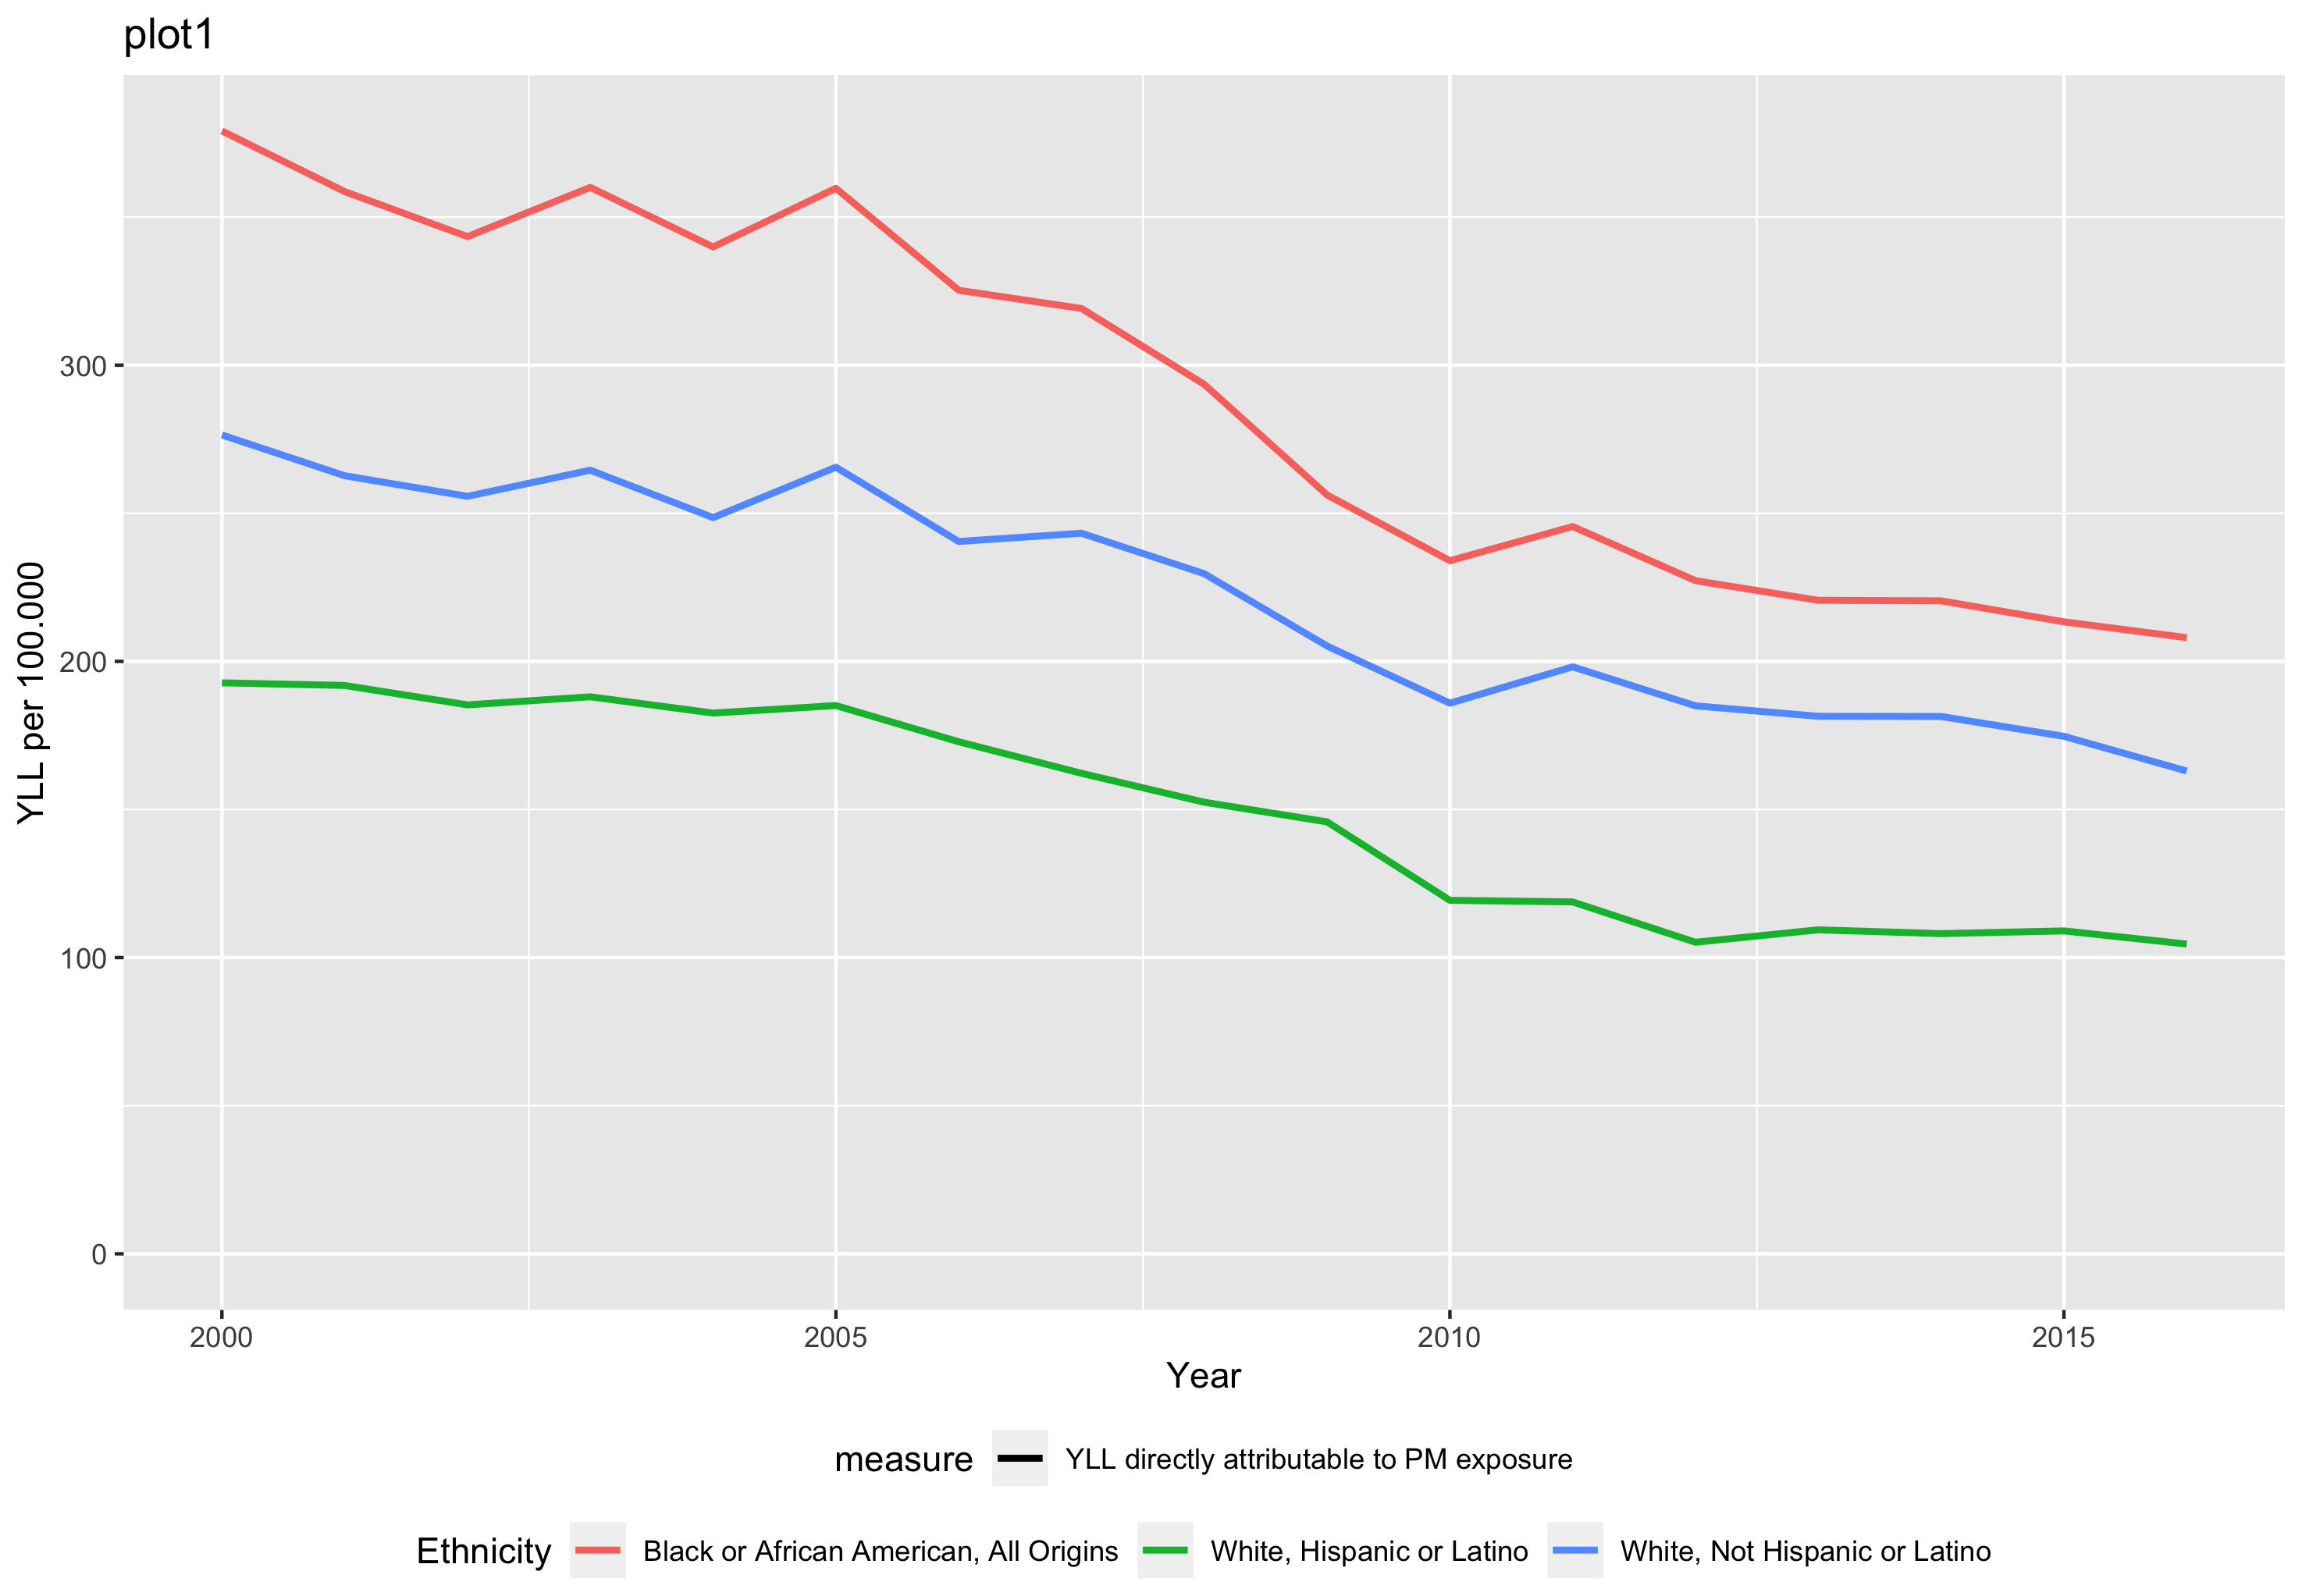 plot1
YLL per 100.000
300
200
100
0
2000 2005 2010 2015
Year
measure YLL directly attributable to PM exposure
Ethnicity Black or African American, All Origins White, Hispanic or Latino White, Not Hispanic or Latino